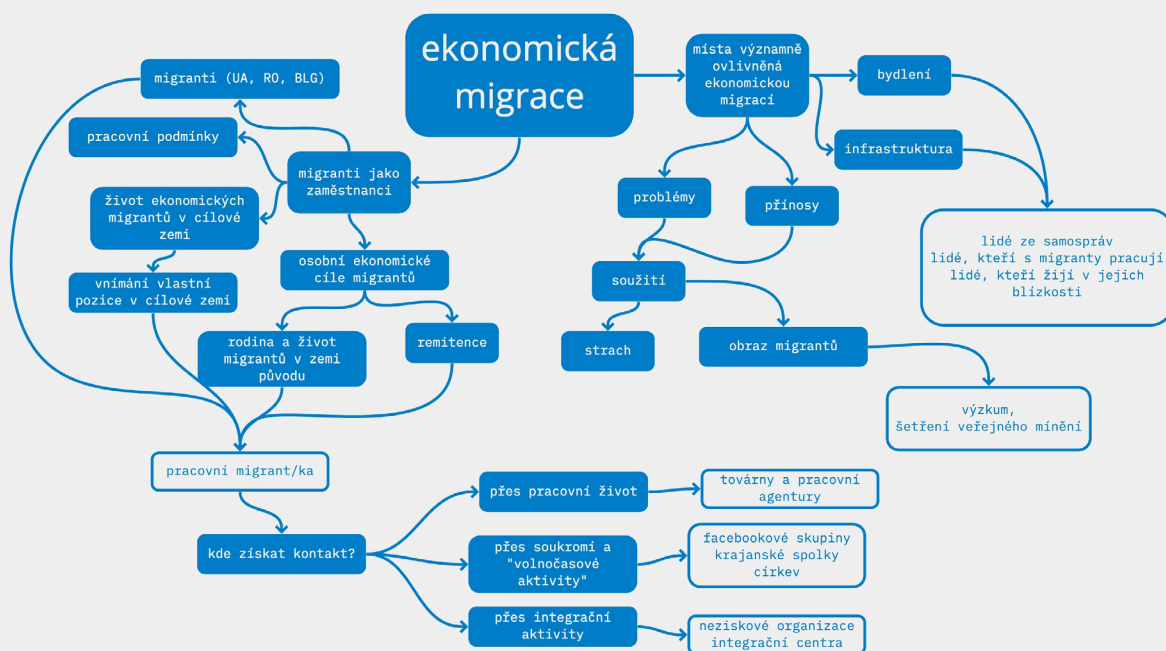 ekonomická
migrace
místa významně
ovlivněná
ekonomickou
migrací
bydlení
infrastruktura
lidé ze samospráv
lidé, kteří s migranty pracují
lidé, kteří žijí v jejich
blízkosti
problémy
přínosy
soužití
strach
obraz migrantů
výzkum,
šetření veřejného mínění
migranti (UA, RO, BLG)
pracovní podmínky
migranti jako
zaměstnanci
život ekonomických
migrantů v cílové
zemi
vnímání vlastní
pozice v cílové zemi
osobní ekonomické
cíle migrantů
rodina a život
migrantů v zemi
původu
remitence
pracovní migrant/ka
kde získat kontakt?
přes pracovní život
továrny a pracovní
agentury
přes soukromí a
"volnočasové
aktivity"
facebookové skupiny
krajanské spolky
církev
přes integrační
aktivity
neziskové organizace
integrační centra